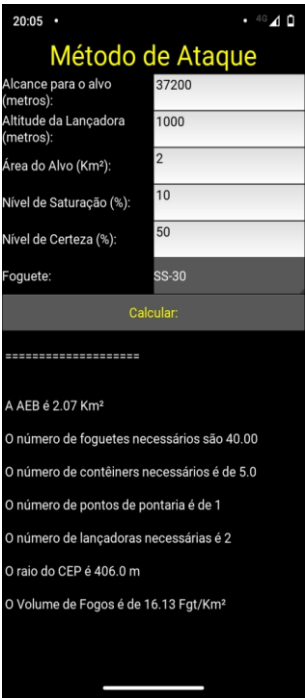 20:05
4G
Método de Ataque
Alcance para o alvo
(metros):
37200
Altitude da Lançadora
(metros):
1000
Área do Alvo (Km²):
2
Nível de Saturação (%):
10
Nível de Certeza (%):
50
Foguete:
SS-30
Calcular:
====================
A AEB é 2.07 Km²
O número de foguetes necessários são 40.00
O número de contêiners necessários é de 5.0
O número de pontos de pontaria é de 1
O número de lançadoras necessárias é 2
O raio do CEP é 406.0 m
O Volume de Fogos é de 16.13 Fgt/Km²